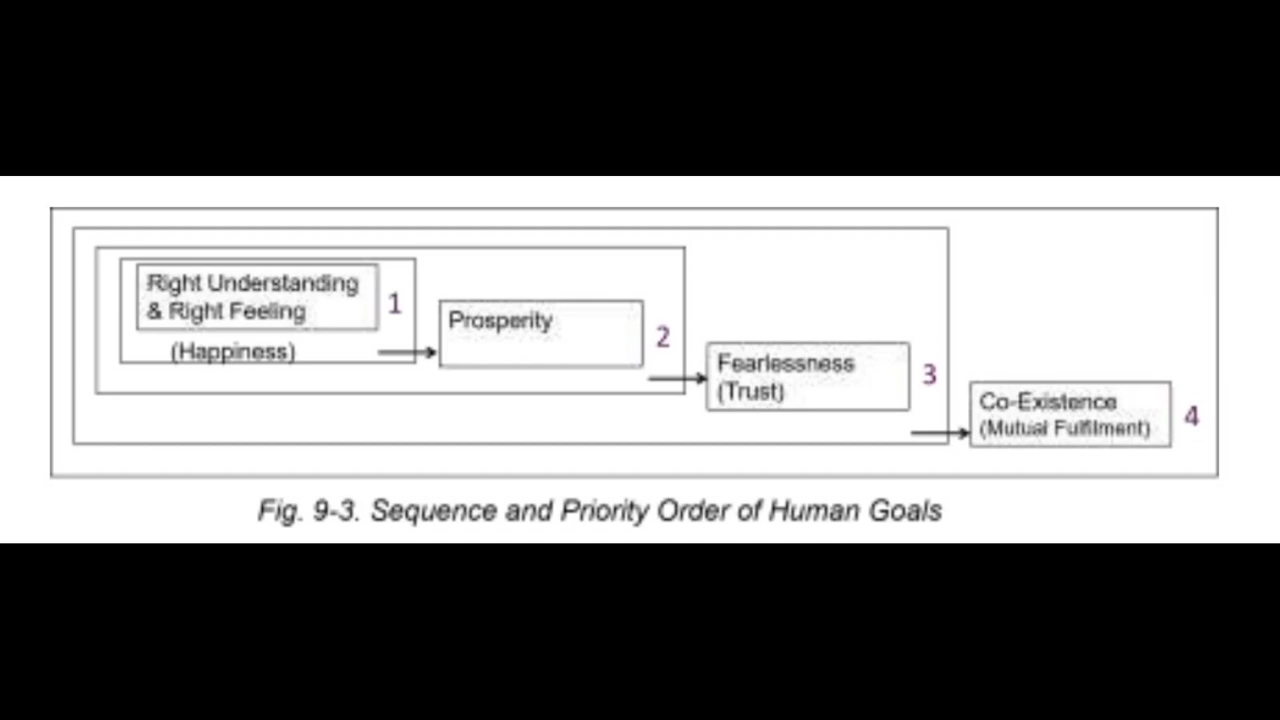 Right Understanding
& Right Feeling
(Happiness)
1
Prosperity
2
Fearlessness
(Trust)
3
Co-Existence
(Mutual Fulfilment)
4
Fig. 9-3. Sequence and Priority Order of Human Goals